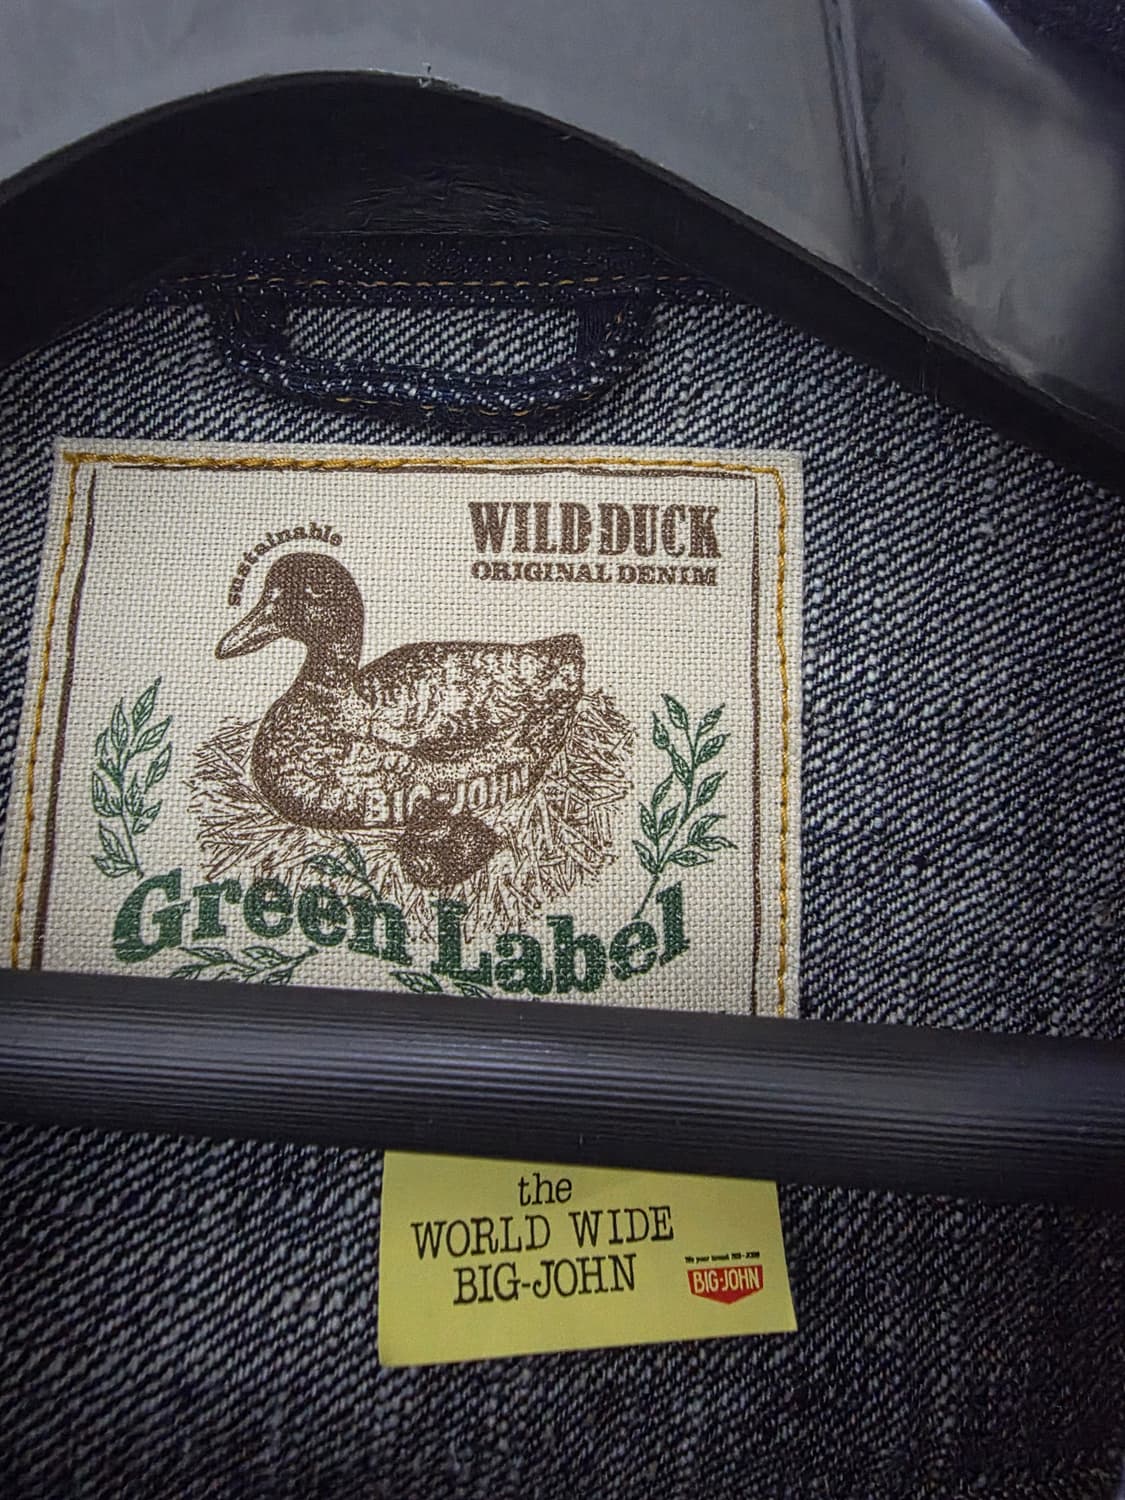 sustainable
WILD DUCK
ORIGINAL DENIM
BIG-JOHN
Green Label
the
WORLD WIDE
BIG-JOHN
BIG-JOHN